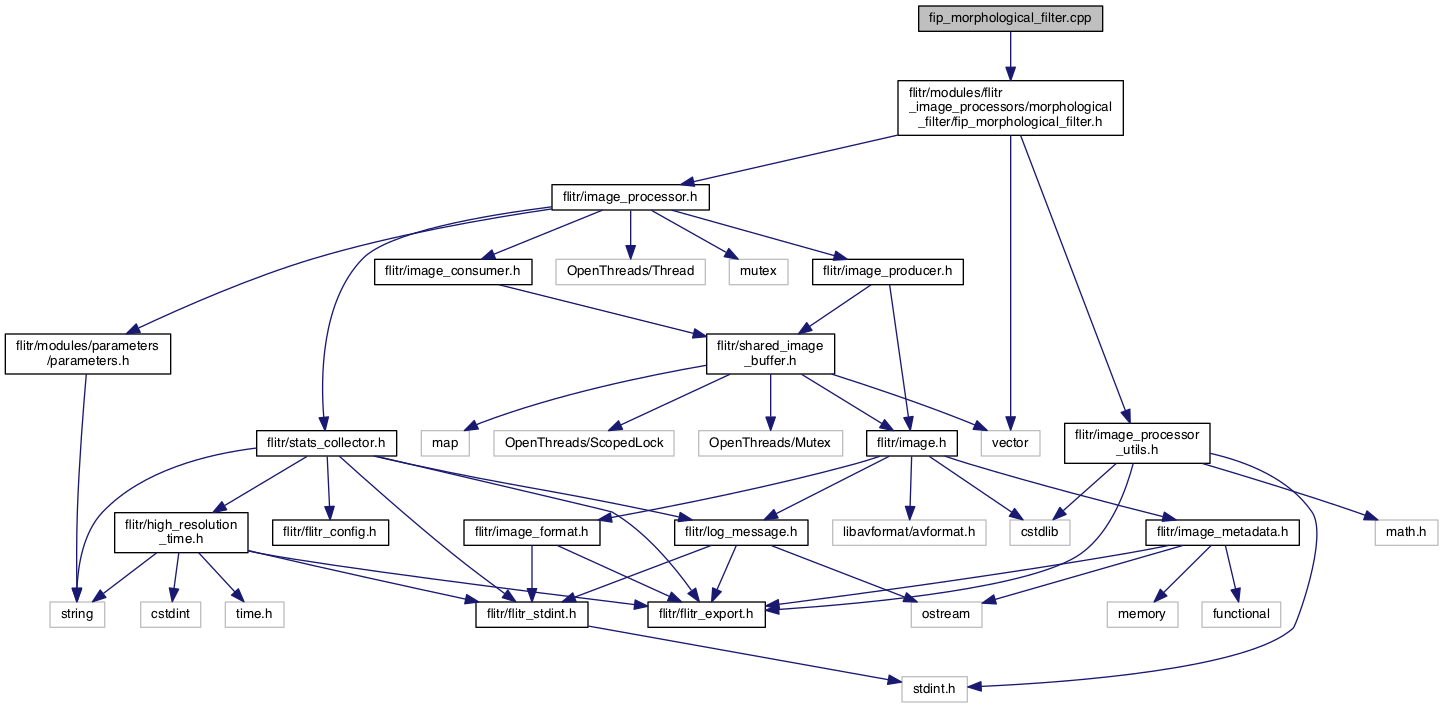 fip_morphological_filter.cpp
flitr/modules/flitr
_image_processors/morphological
_filter/fip_morphological_filter.h
flitr/image_processor.h
flitr/image_consumer.h
OpenThreads/Thread
mutex
flitr/image_producer.h
flitr/modules/parameters
/parameters.h
flitr/shared_image
_buffer.h
flitr/stats_collector.h
map
OpenThreads/ScopedLock
OpenThreads/Mutex
flitr/image.h
vector
flitr/image_processor
_utils.h
flitr/high_resolution
_time.h
flitr/flitr_config.h
flitr/image_format.h
flitr/log_message.h
libavformat/avformat.h
cstdlib
flitr/image_metadata.h
math.h
string
cstdint
time.h
flitr/flitr_stdint.h
flitr/flitr_export.h
ostream
memory
functional
stdint.h